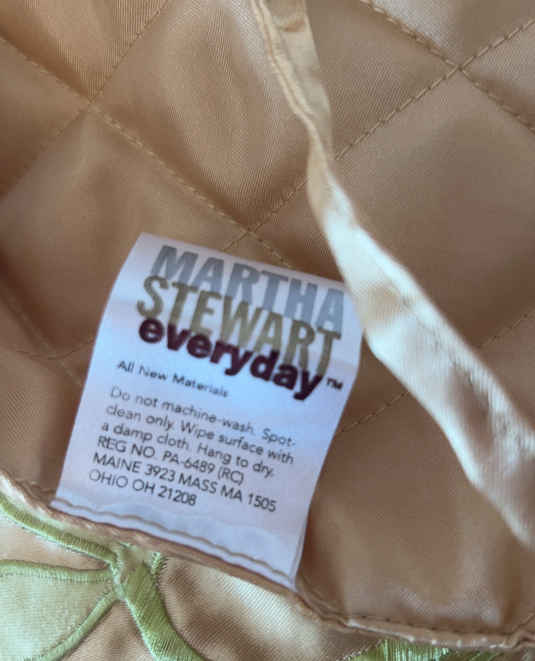 MARTHA
STEWART
everyday™
All New Materials
Do not machine-wash. Spot-
clean only. Wipe surface with
a damp cloth. Hang to dry.
REG NO. PA-6489 (RC)
MAINE 3923 MASS MA 1505
OHIO OH 21208